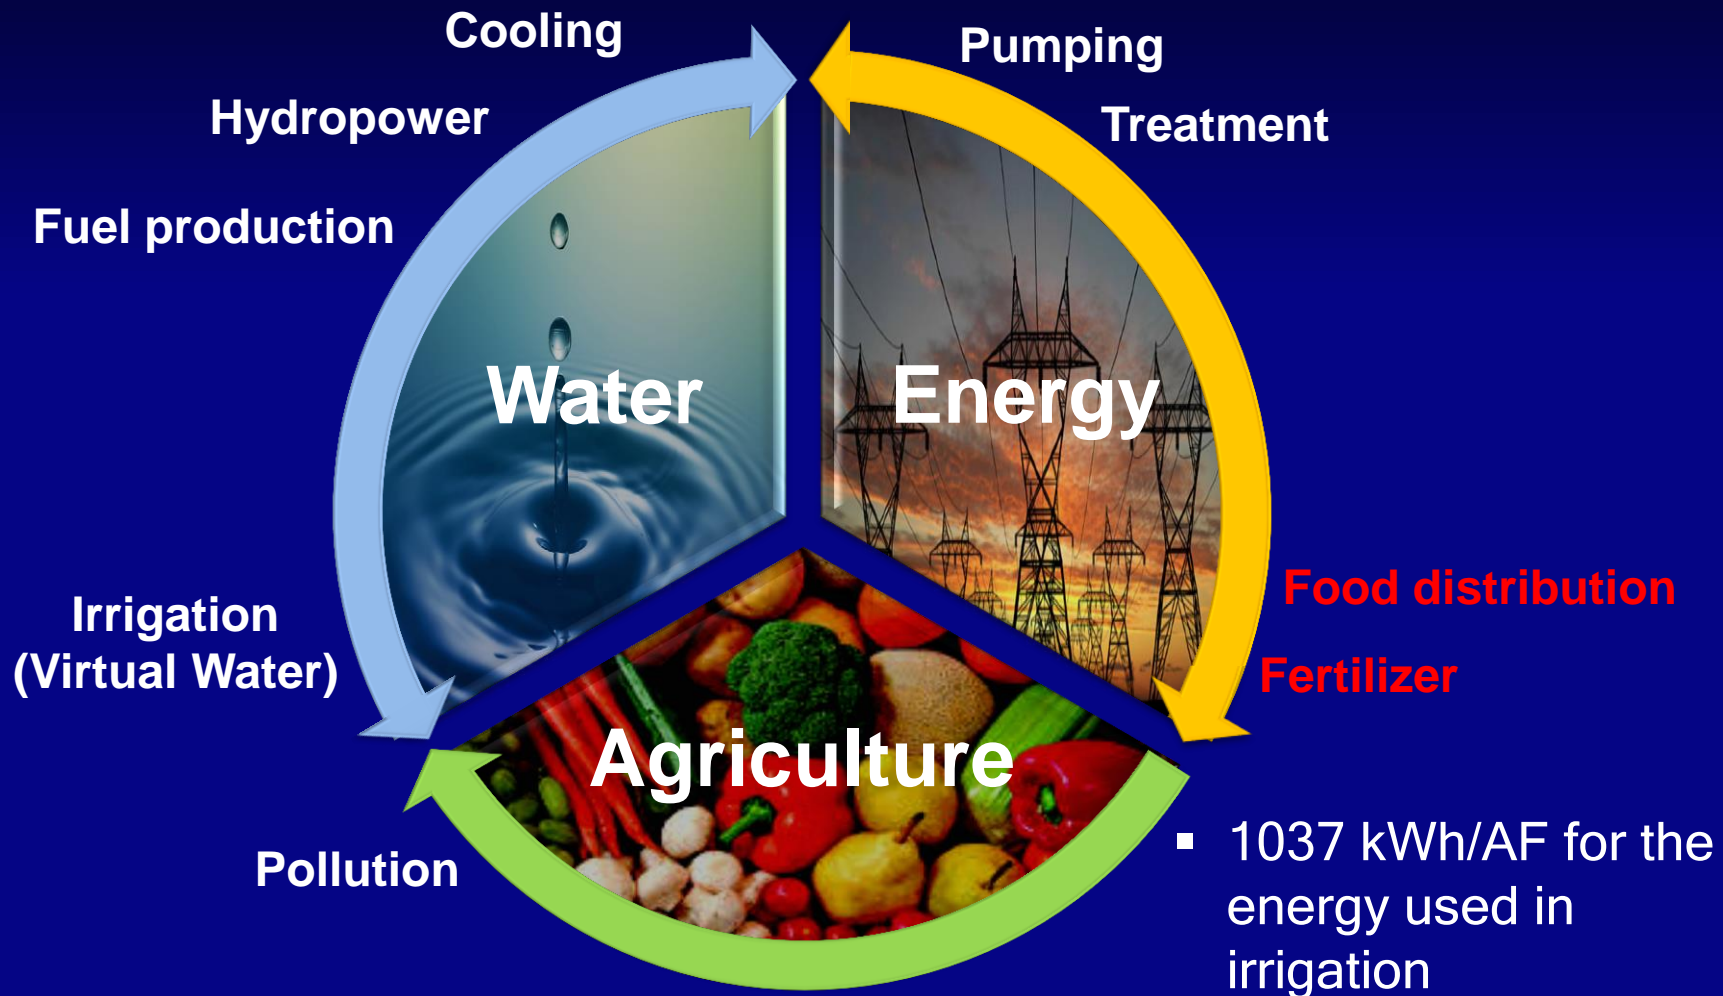 Cooling
Pumping
Hydropower
Treatment
Fuel production
Water
Energy
Food distribution
Irrigation
(Virtual Water)
Fertilizer
Agriculture
Pollution
▪ 1037 kWh/AF for the
energy used in
irrigation